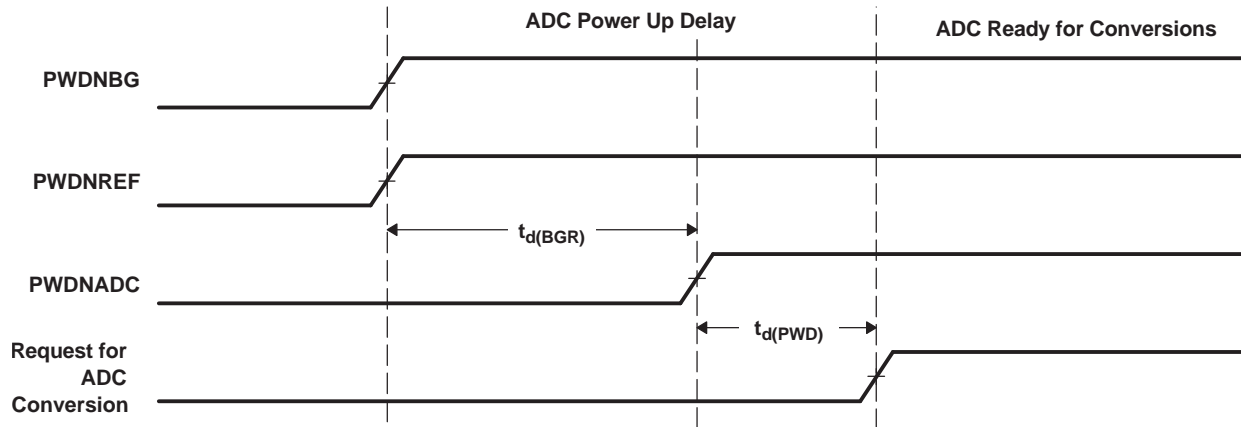 ADC Power Up Delay
ADC Ready for Conversions
PWDNBG
PWDNREF
td(BGR)
PWDNADC
td(PWD)
Request for
ADC
Conversion